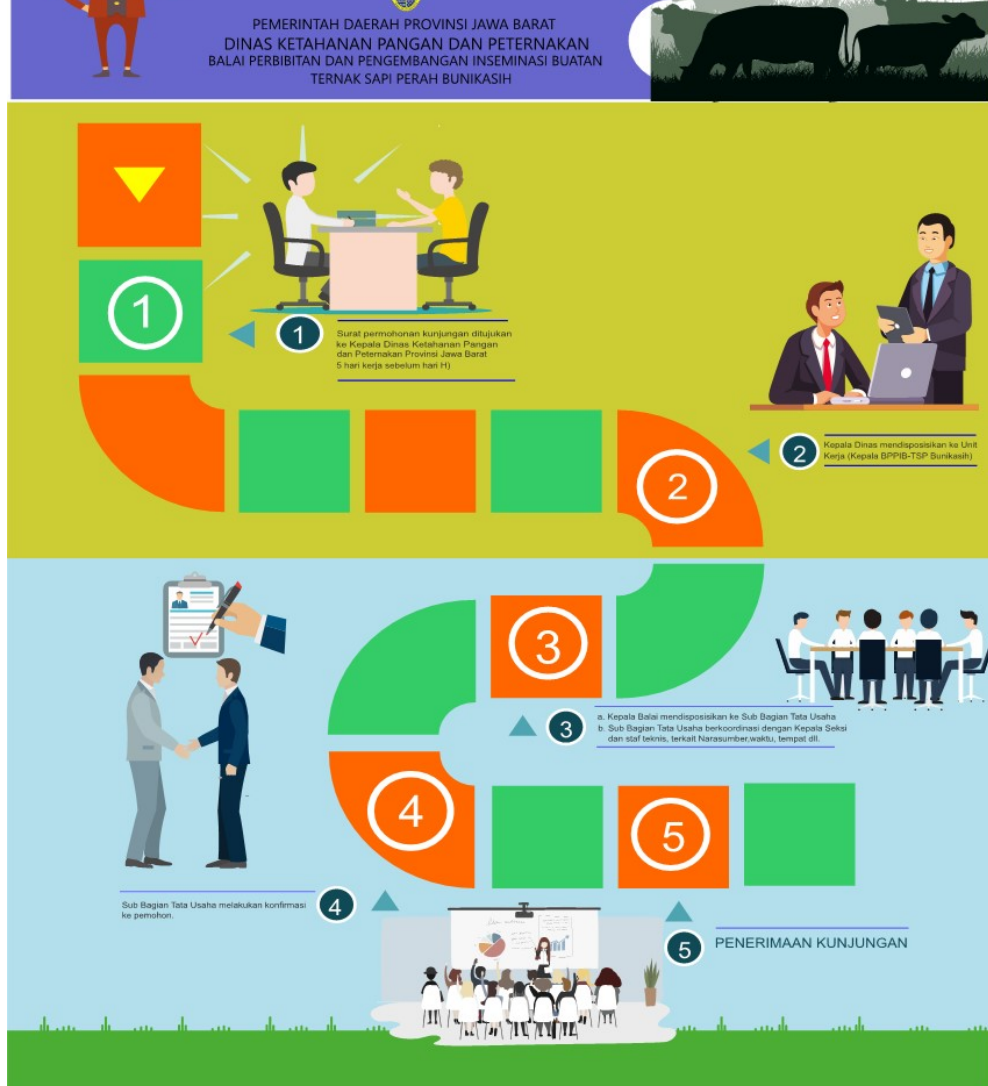 PEMERINTAH DAERAH PROVINSI JAWA BARAT
DINAS KETAHANAN PANGAN DAN PETERNAKAN
BALAI PERBIBITAN DAN PENGEMBANGAN INSEMINASI BUATAN
TERNAK SAPI PERAH BUNIKASIH
1
1
Surat permohonan kunjungan ditujukan
ke Kepala Dinas Ketahanan Pangan
dan Peternakan Provinsi Jawa Barat
5 hari kerja sebelum hari H)
2
2
Kepala Dinas mendisposisikan ke Unit
Kerja (Kepala BPPIB-TSP Bunikasih)
3
3
a. Kepala Balai mendisposisikan ke Sub Bagian Tata Usaha
b. Sub Bagian Tata Usaha berkoordinasi dengan Kepala Seksi
dan staf teknis, terkait Narasumber,waktu, tempat dll.
4
5
Sub Bagian Tata Usaha melakukan konfirmasi
ke pemohon.
4
5
PENERIMAAN KUNJUNGAN